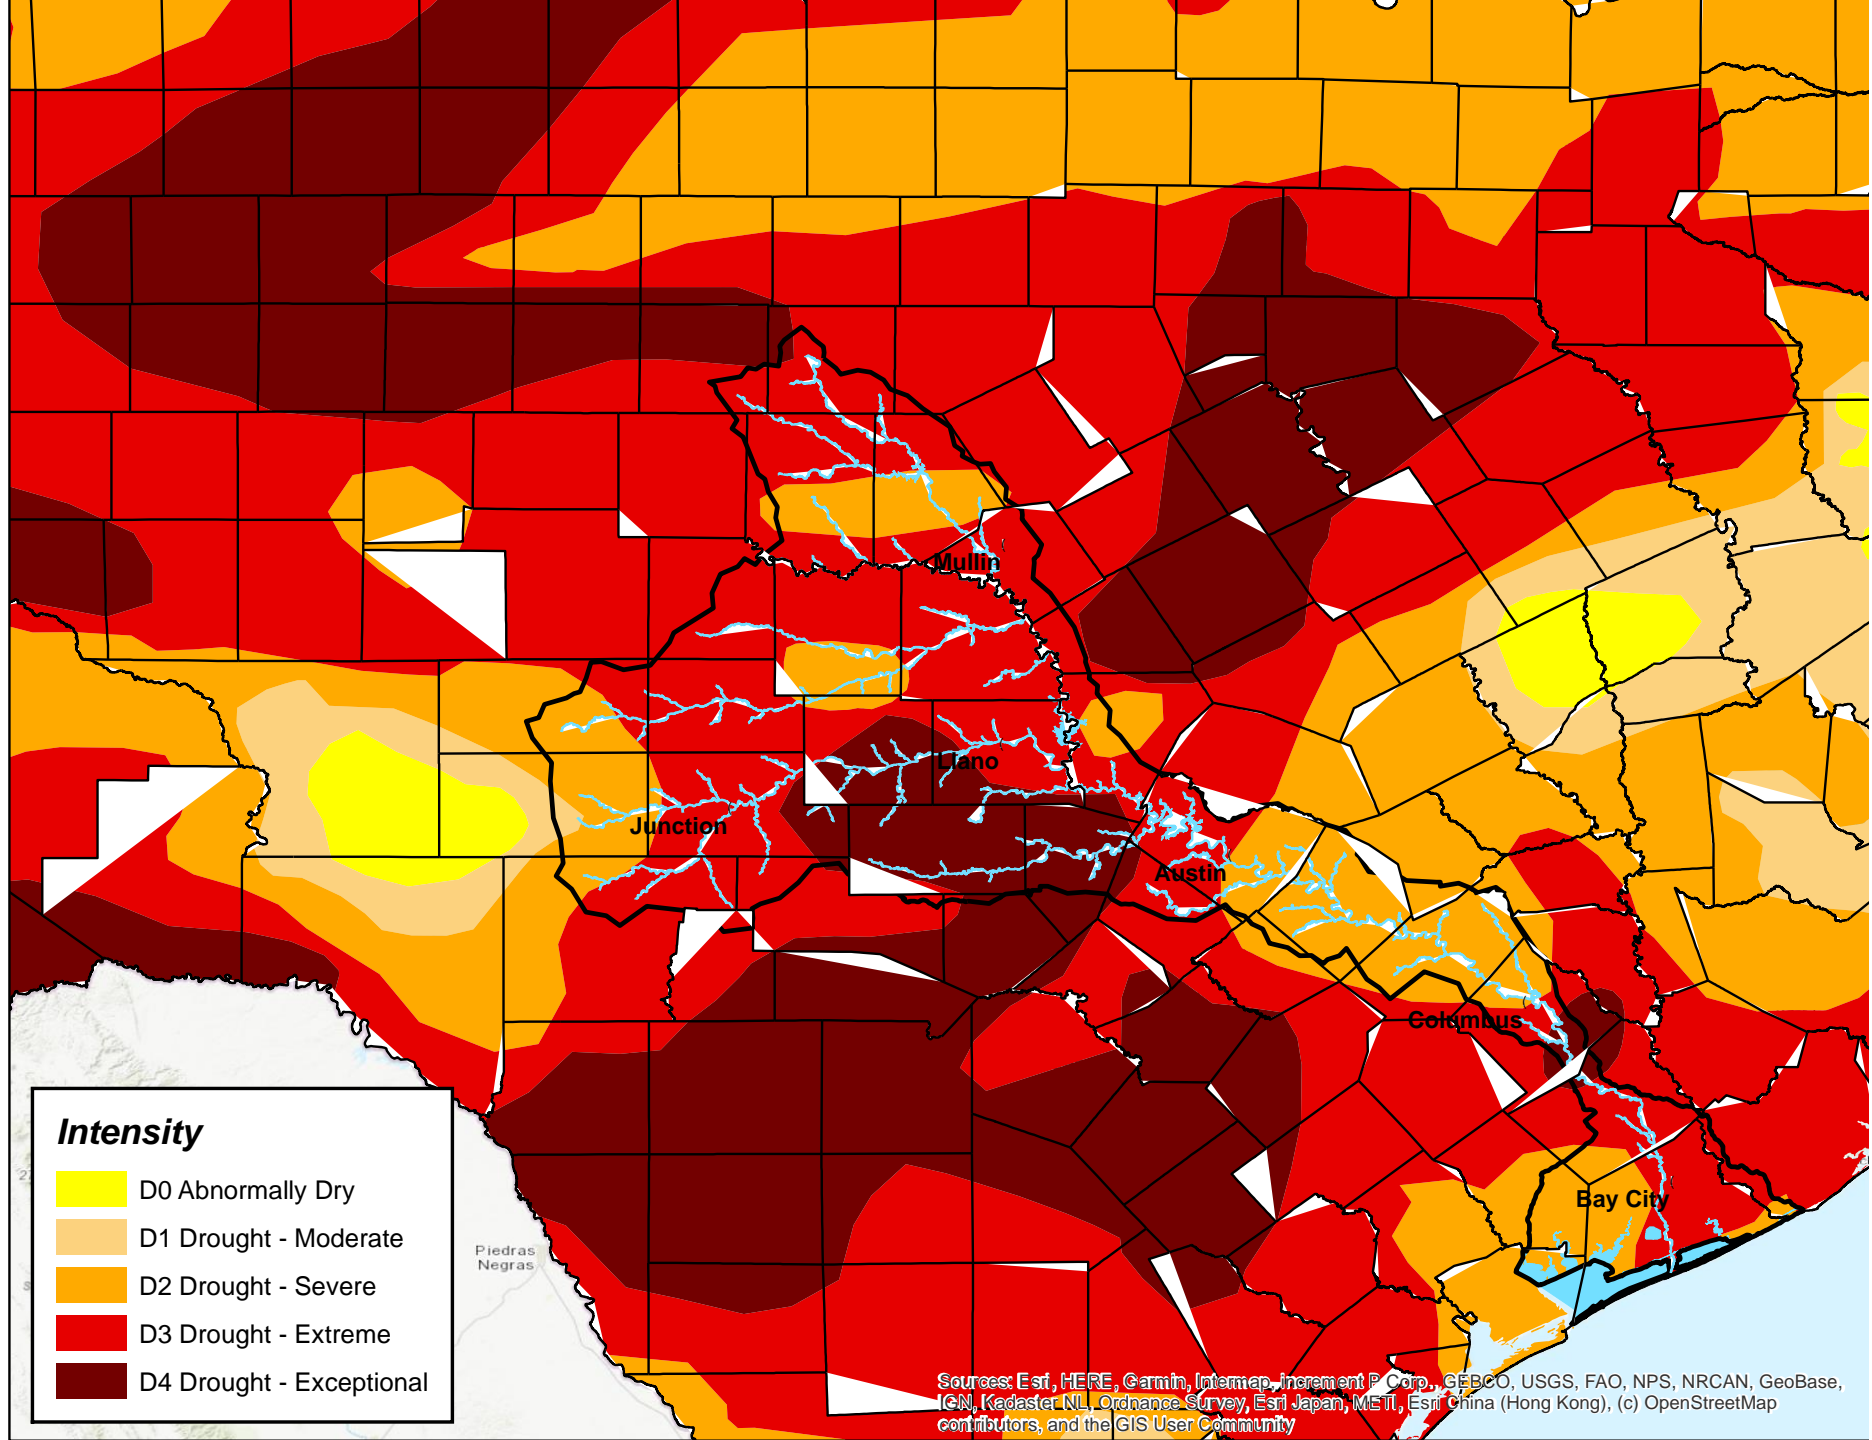 Mullin
Llano
Junction
Austin
Columbus
Bay City
Intensity
D0 Abnormally Dry
D1 Drought - Moderate
D2 Drought - Severe
D3 Drought - Extreme
D4 Drought - Exceptional
Piedras
Negras
Sources: Esri, HERE, Garmin, Intermap, increment P Corp., GEBCO, USGS, FAO, NPS, NRCAN, GeoBase,
IGN, Kadaster NL, Ordnance Survey, Esri Japan, METI, Esri China (Hong Kong), (c) OpenStreetMap
contributors, and the GIS User Community